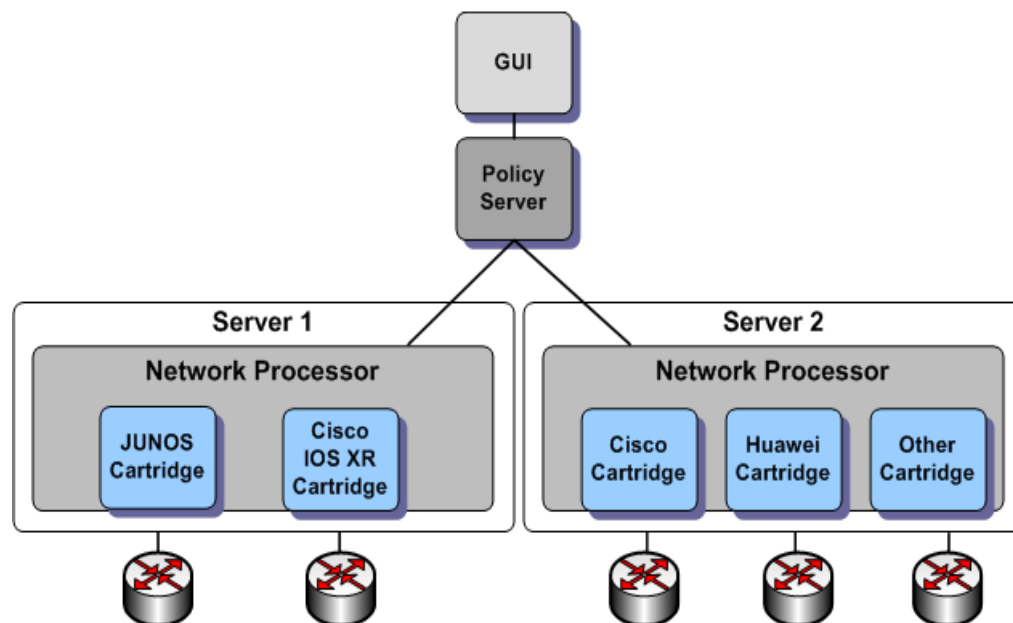 GUI
Policy
Server
Server 1
Server 2
Network Processor
Network Processor
JUNOS
Cartridge
Cisco
IOS XR
Cartridge
Cisco
Cartridge
Huawei
Cartridge
Other
Cartridge